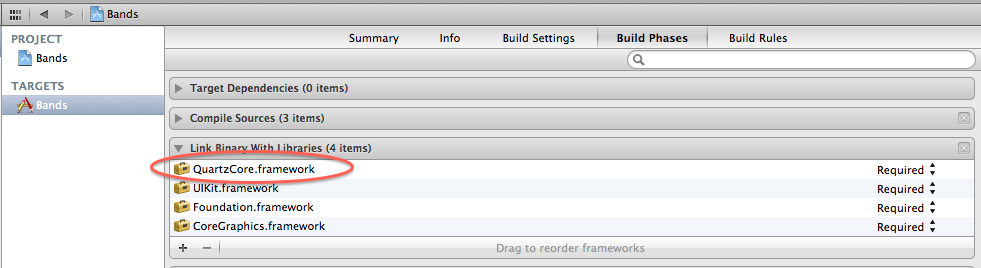 Bands
PROJECT
Bands
TARGETS
Bands
Summary Info Build Settings Build Phases Build Rules
Target Dependencies (0 items)
Compile Sources (3 items)
Link Binary With Libraries (4 items)
QuartzCore.framework Required
UIKit.framework Required
Foundation.framework Required
CoreGraphics.framework Required
+ − Drag to reorder frameworks